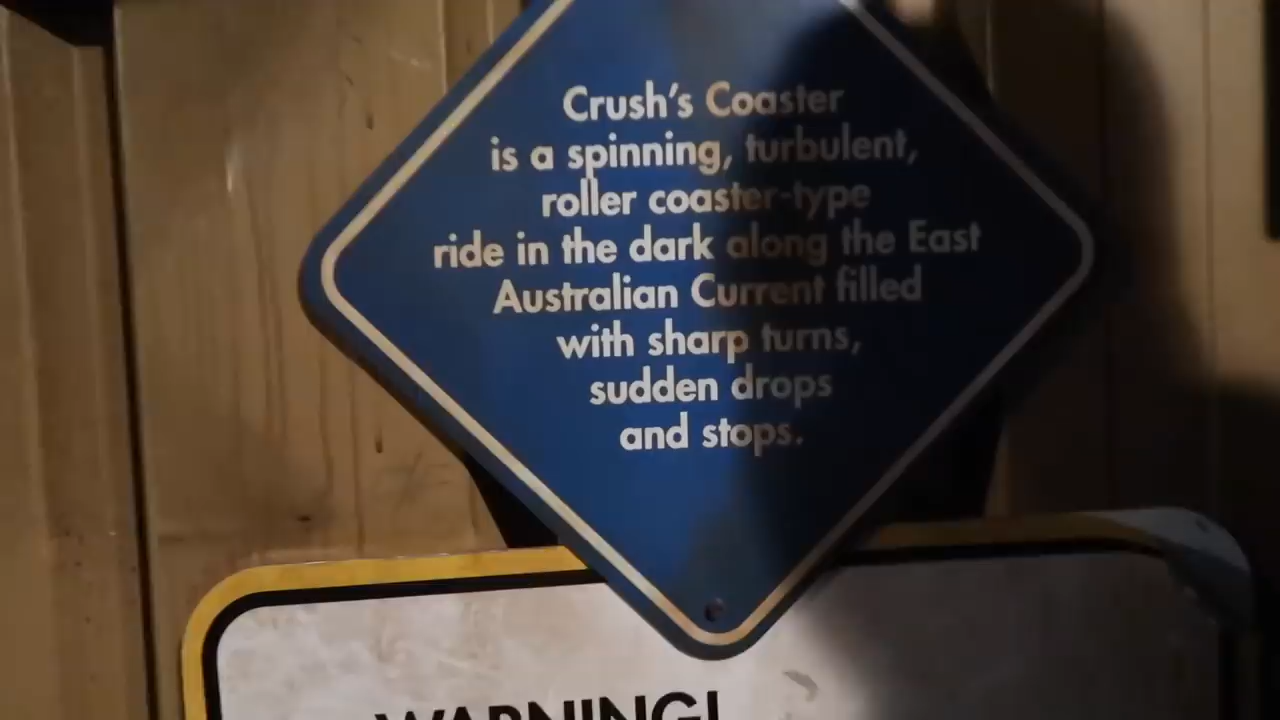 Crush's Coaster
is a spinning, turbulent,
roller coaster-type
ride in the dark along the East
Australian Current filled
with sharp turns,
sudden drops
and stops.
WARNING!